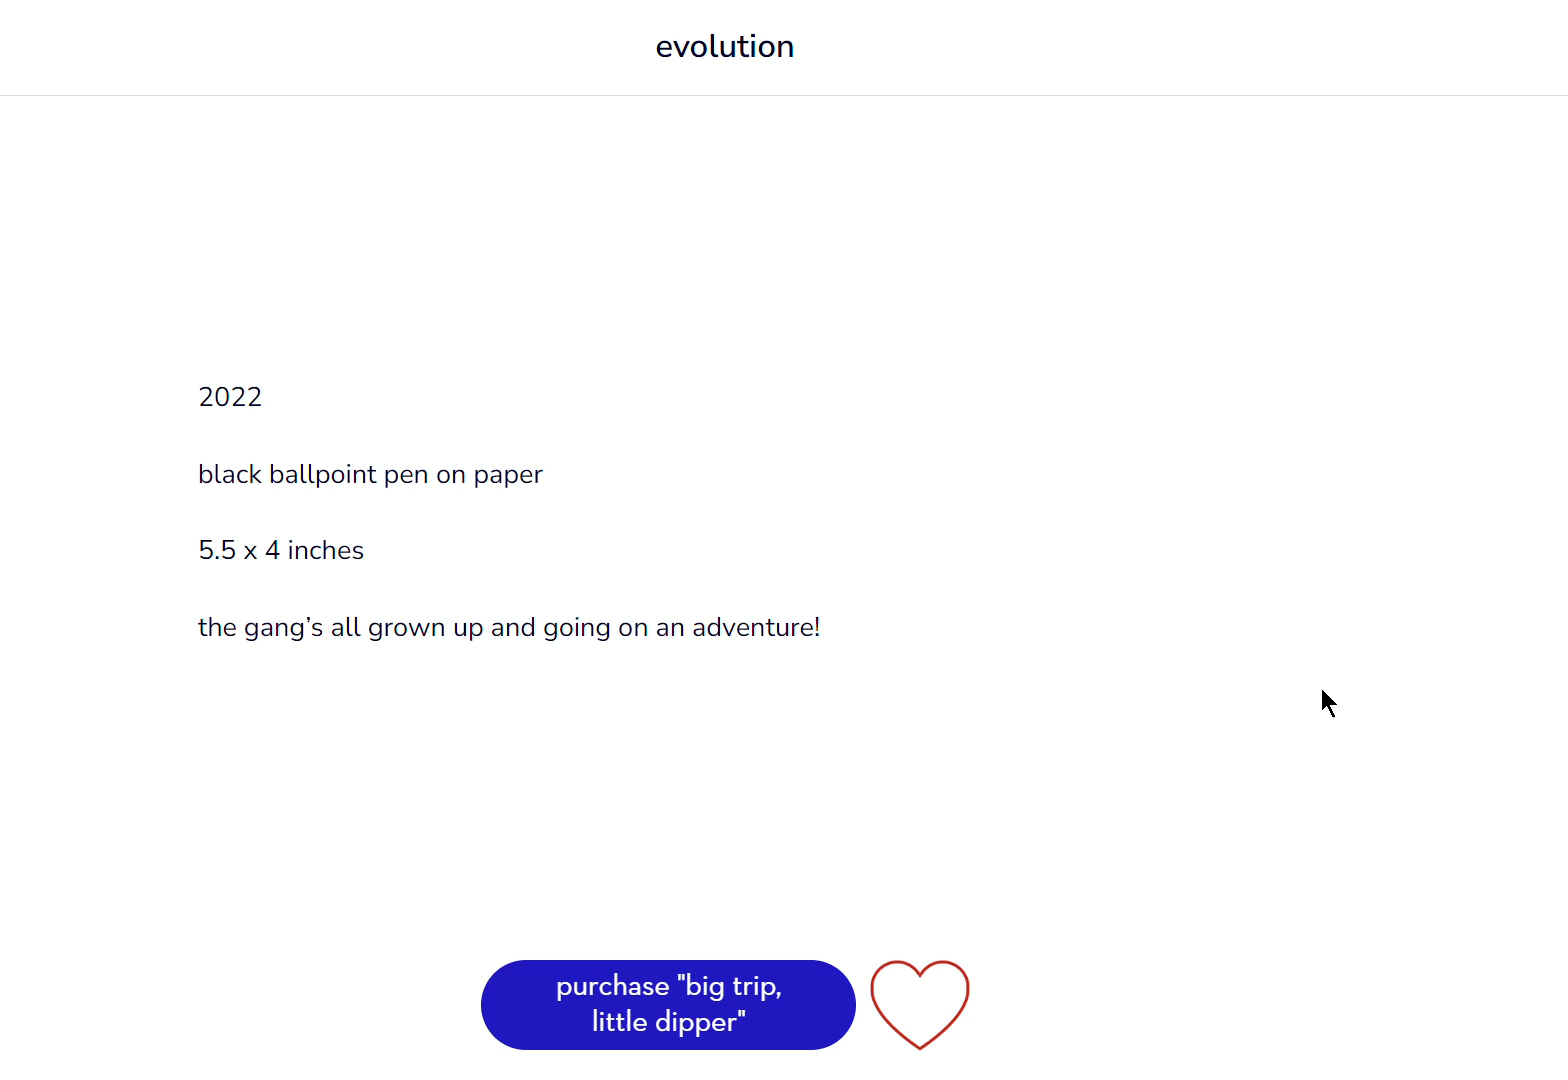 evolution
2022
black ballpoint pen on paper
5.5 x 4 inches
the gang’s all grown up and going on an adventure!
purchase "big trip,
little dipper"